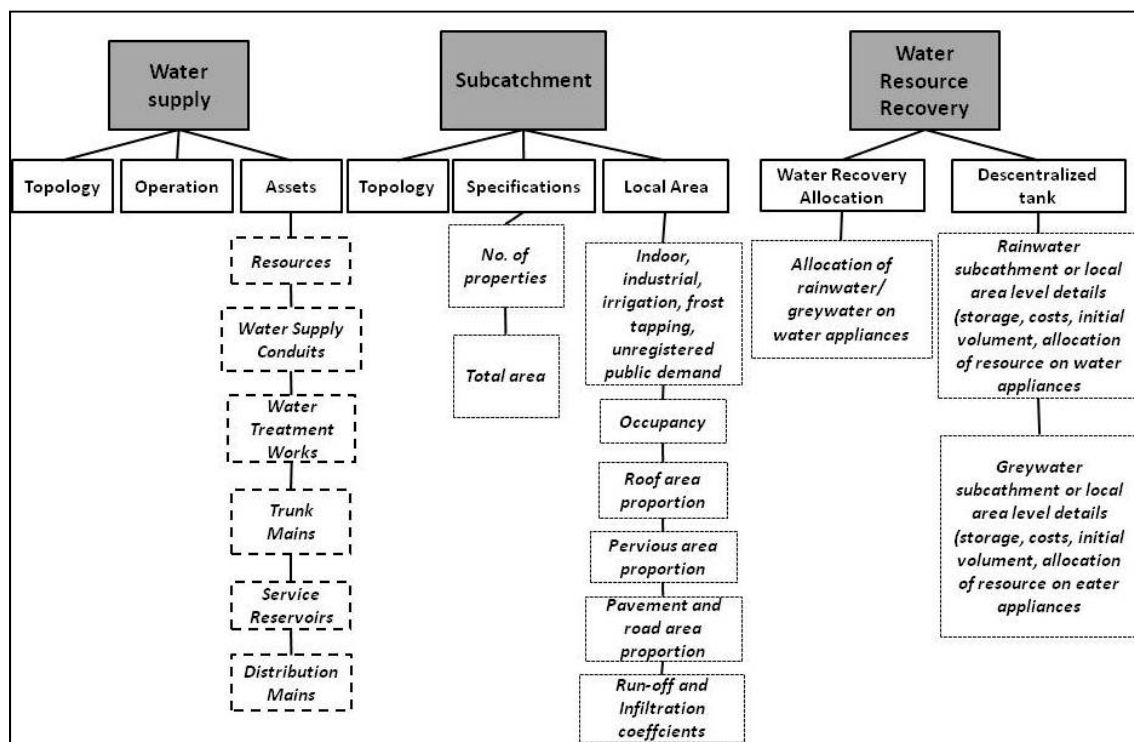 Water
supply
Subcatchment
Water
Resource
Recovery
Topology
Operation
Assets
Topology
Specifications
Local Area
Water Recovery
Allocation
Descentralized
tank
Resources
Water Supply
Conduits
Water
Treatment
Works
Trunk
Mains
Service
Reservoirs
Distribution
Mains
No. of
properties
Total area
Indoor,
industrial,
irrigation, frost
tapping,
unregistered
public demand
Occupancy
Roof area
proportion
Pervious area
proportion
Pavement and
road area
proportion
Run-off and
Infiltration
coeffcients
Allocation of
rainwater/
greywater on
water appliances
Rainwater
subcathment or local
area level details
(storage, costs, initial
volument, allocation
of resource on water
appliances
Greywater
subcathment or local
area level details
(storage, costs, initial
volument, allocation
of resource on eater
appliances